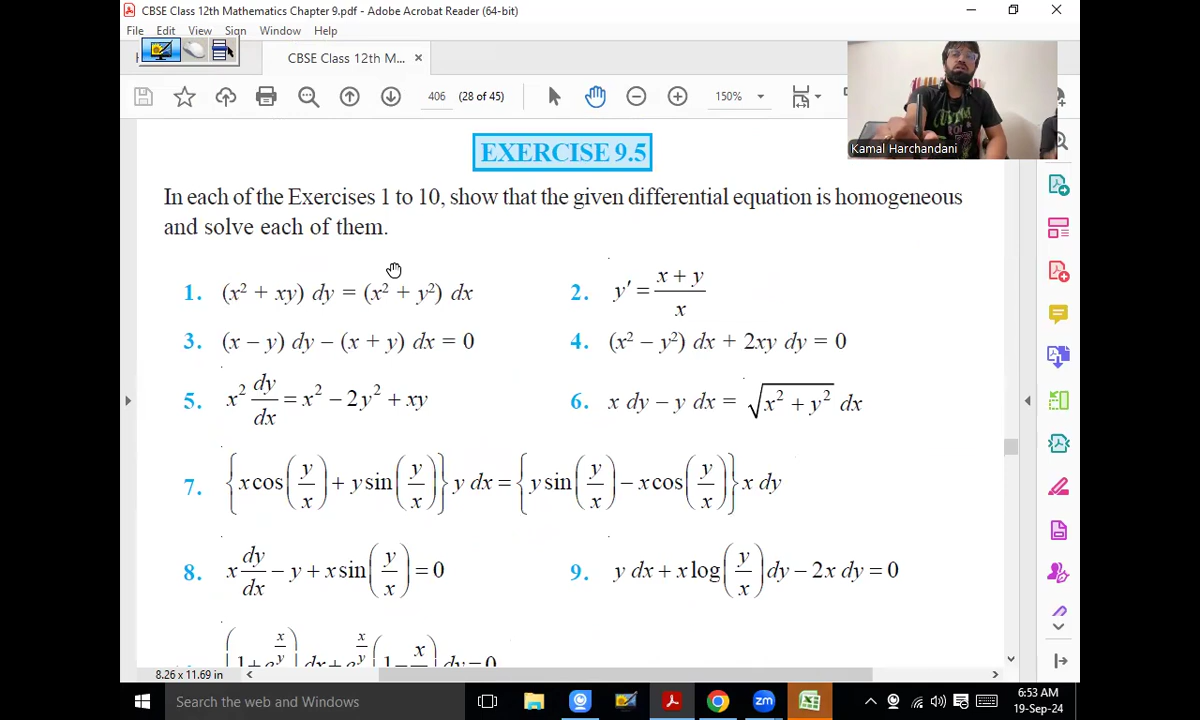 CBSE Class 12th Mathematics Chapter 9.pdf - Adobe Acrobat Reader (64-bit)
File Edit View Sign Window Help
CBSE Class 12th M... ×
406 (28 of 45) 150%
Kamal Harchandani
EXERCISE 9.5
In each of the Exercises 1 to 10, show that the given differential equation is homogeneous
and solve each of them.
1. (x² + xy) dy = (x² + y²) dx 2. y′ = (x + y)/x
3. (x – y) dy – (x + y) dx = 0 4. (x² – y²) dx + 2xy dy = 0
5. x² dy/dx = x² – 2y² + xy 6. x dy – y dx = √(x² + y²) dx
7. {x cos(y/x) + y sin(y/x)} y dx = {y sin(y/x) – x cos(y/x)} x dy
8. x dy/dx – y + x sin(y/x) = 0 9. y dx + x log(y/x) dy – 2x dy = 0
(1 + e^(x/y)) dx + e^(x/y) (1 – x
8.26 x 11.69 in
Search the web and Windows
zm
6:53 AM
19-Sep-24